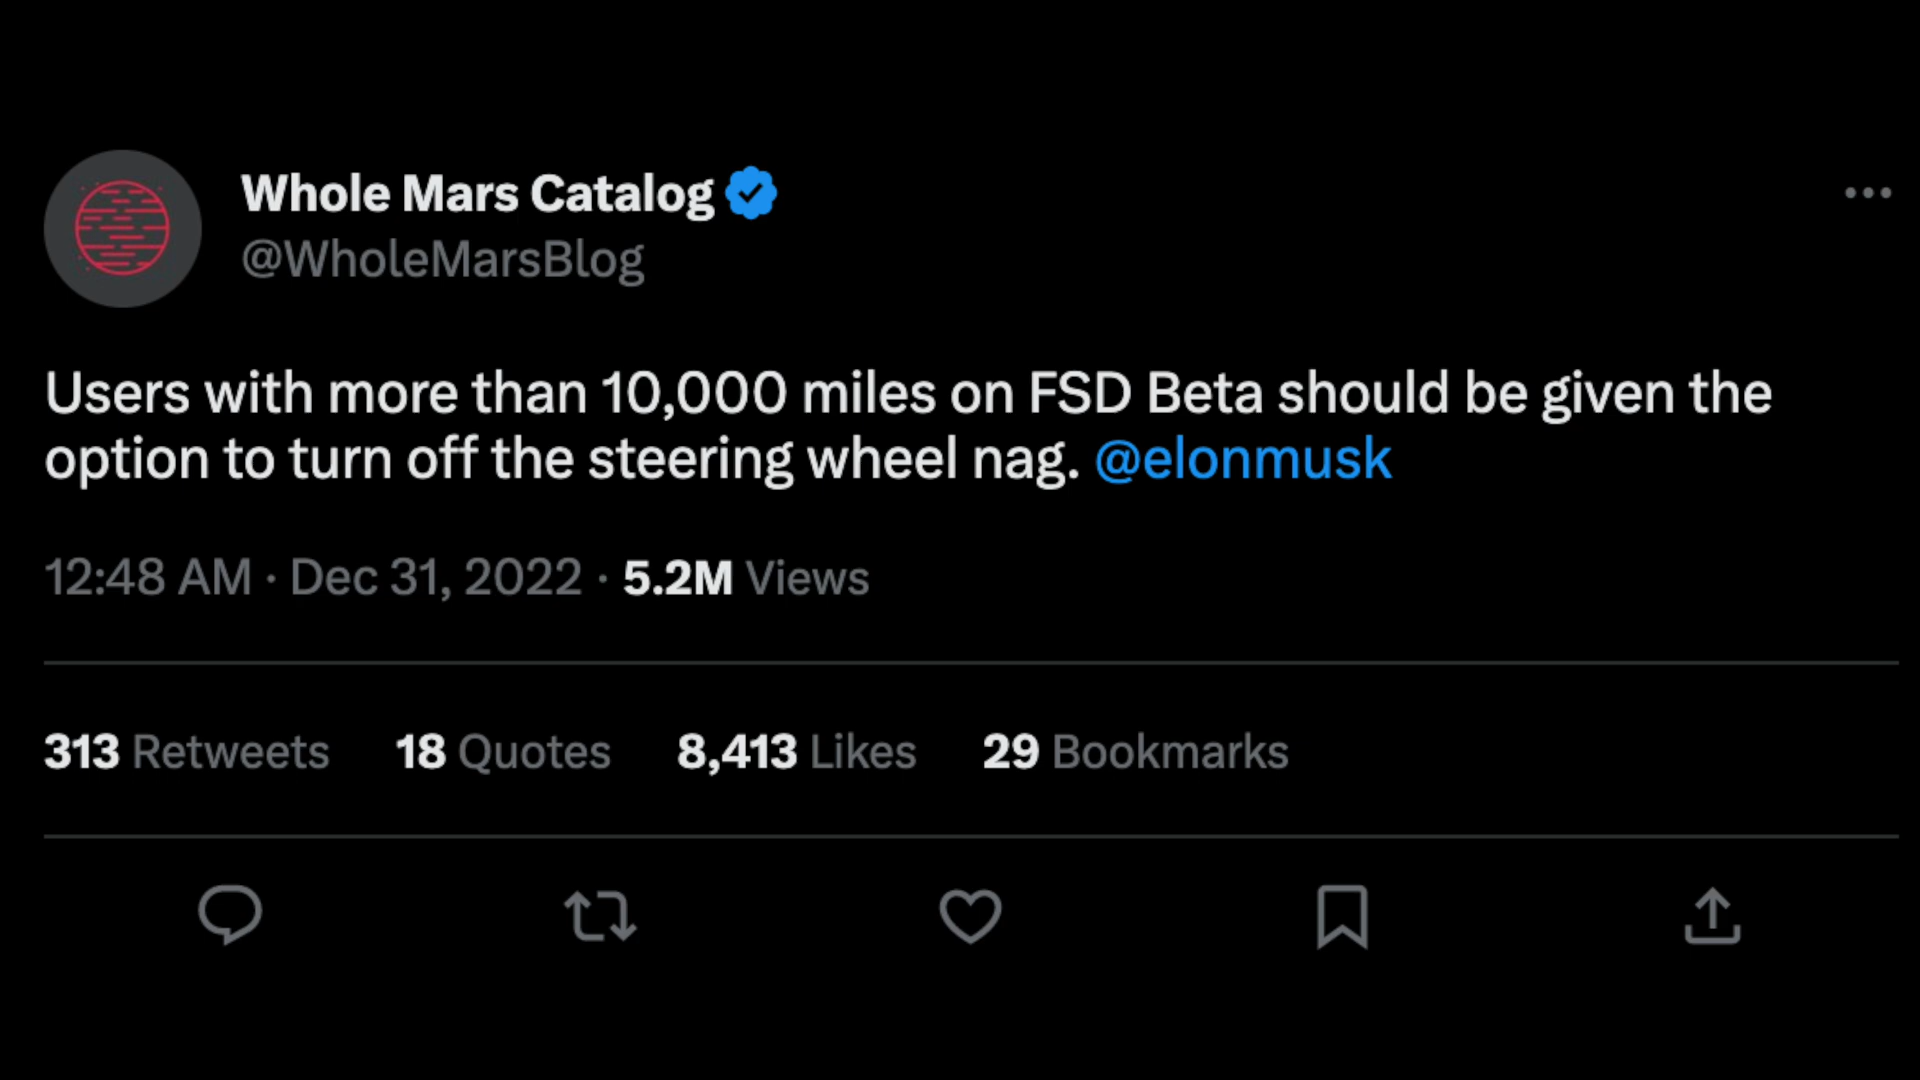 Whole Mars Catalog
@WholeMarsBlog
Users with more than 10,000 miles on FSD Beta should be given the
option to turn off the steering wheel nag. @elonmusk
12:48 AM · Dec 31, 2022 · 5.2M Views
313 Retweets 18 Quotes 8,413 Likes 29 Bookmarks